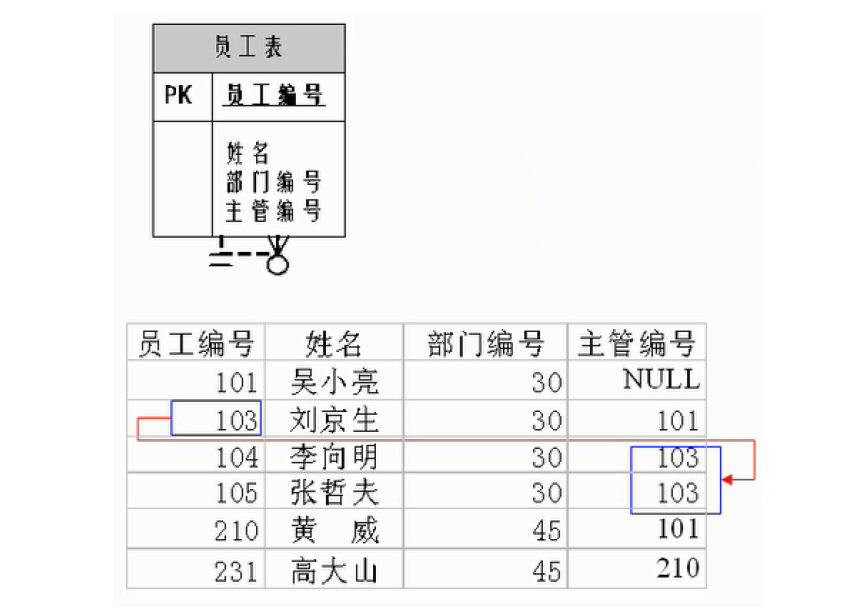 员工表
PK 员工编号
姓名
部门编号
主管编号
员工编号 姓名 部门编号 主管编号
101 吴小亮 30 NULL
103 刘京生 30 101
104 李向明 30 103
105 张哲夫 30 103
210 黄 威 45 101
231 高大山 45 210